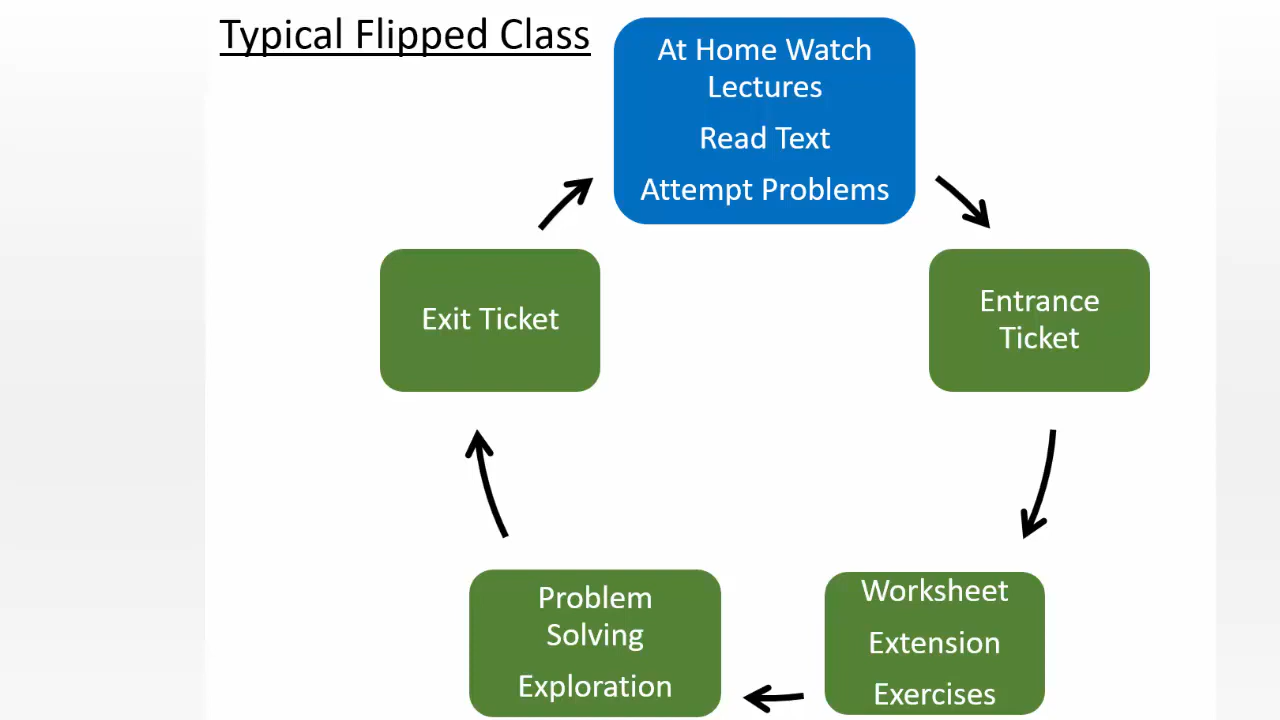 Typical Flipped Class
At Home Watch
Lectures
Read Text
Attempt Problems
Entrance
Ticket
Worksheet
Extension
Exercises
Problem
Solving
Exploration
Exit Ticket